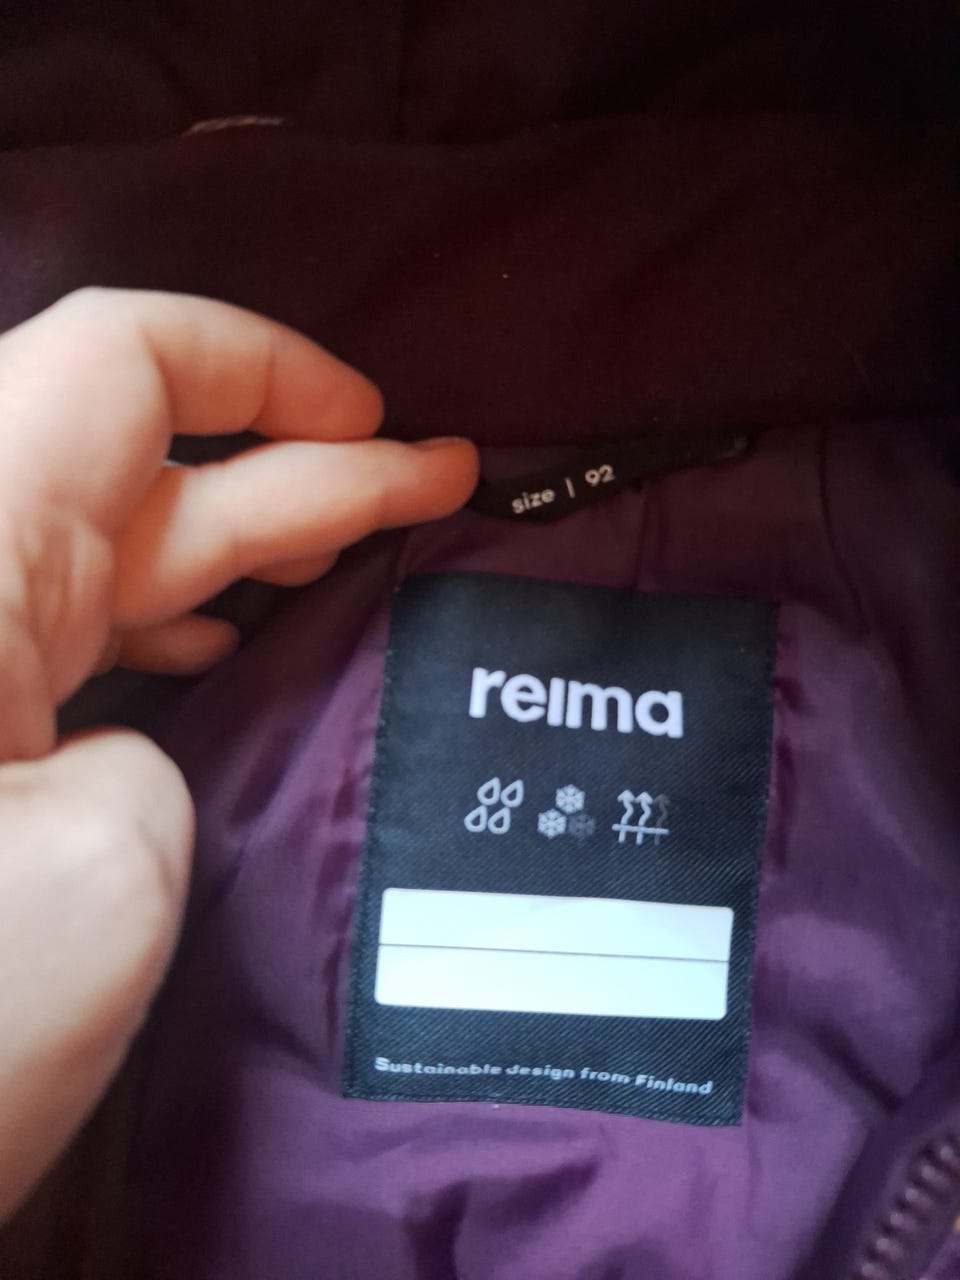 size | 92
reima
Sustainable design from Finland